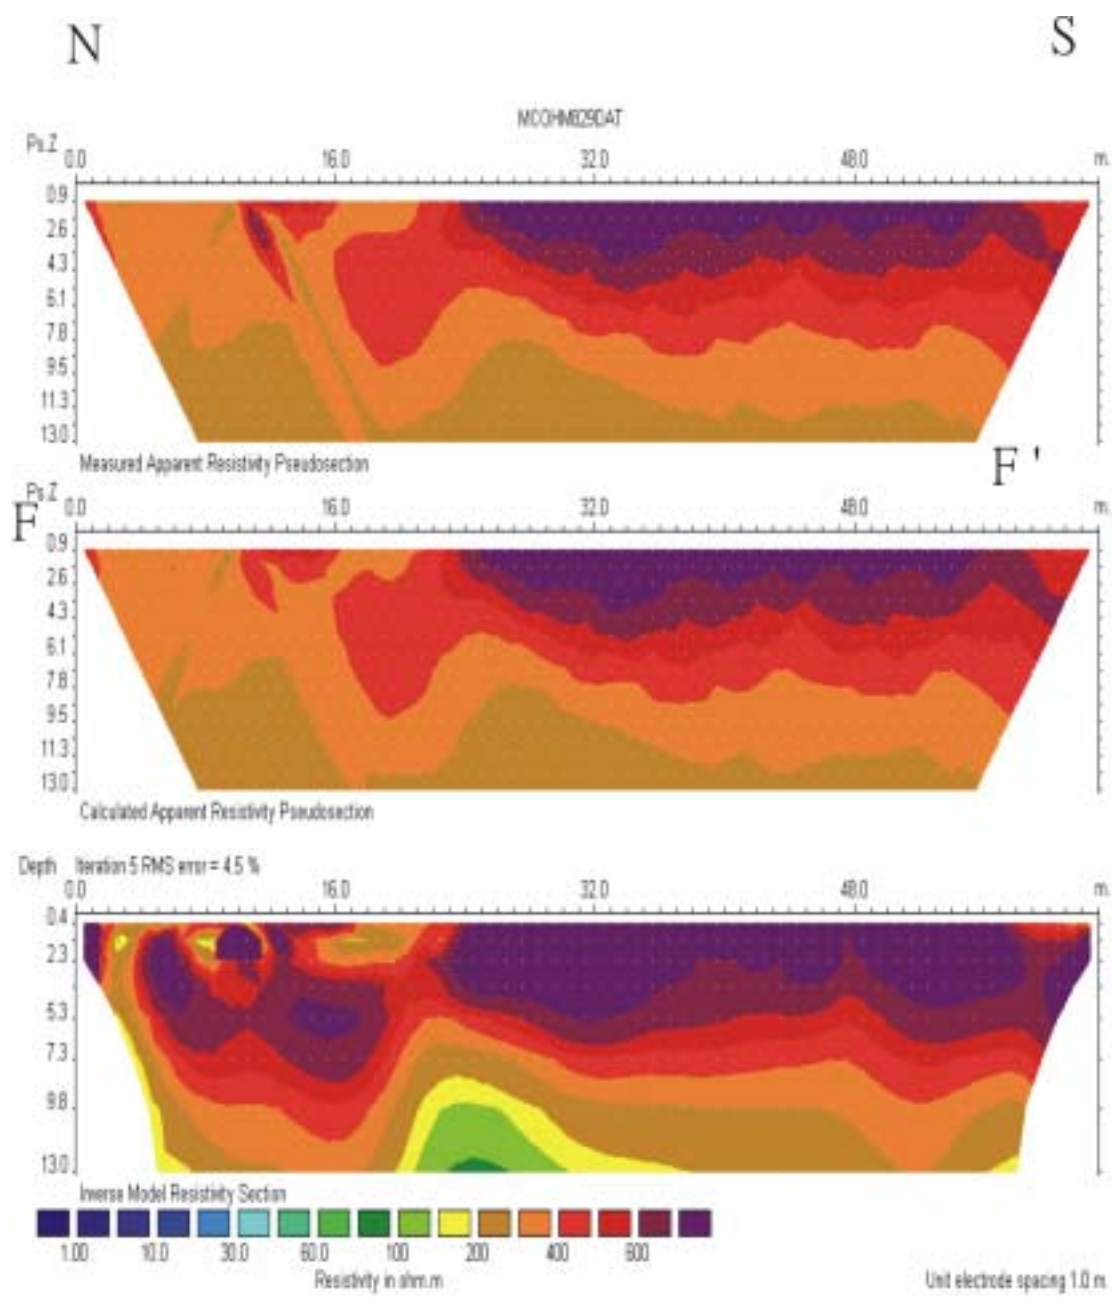 N S
MCOHM829DAT
Ps.Z 0.0 16.0 32.0 48.0 m.
0.9
2.6
4.3
6.1
7.8
9.5
11.3
13.0
Measured Apparent Resistivity Pseudosection
F '
Ps.Z 0.0 16.0 32.0 48.0 m.
F
0.9
2.6
4.3
6.1
7.8
9.5
11.3
13.0
Calculated Apparent Resistivity Pseudosection
Depth Iteration 5 RMS error = 4.5 %
0.0 16.0 32.0 48.0 m.
0.4
2.3
5.3
7.3
9.8
13.0
Inverse Model Resistivity Section
1.00 10.0 30.0 60.0 100 200 400 600
Resistivity in ohm.m Unit electrode spacing 1.0 m.